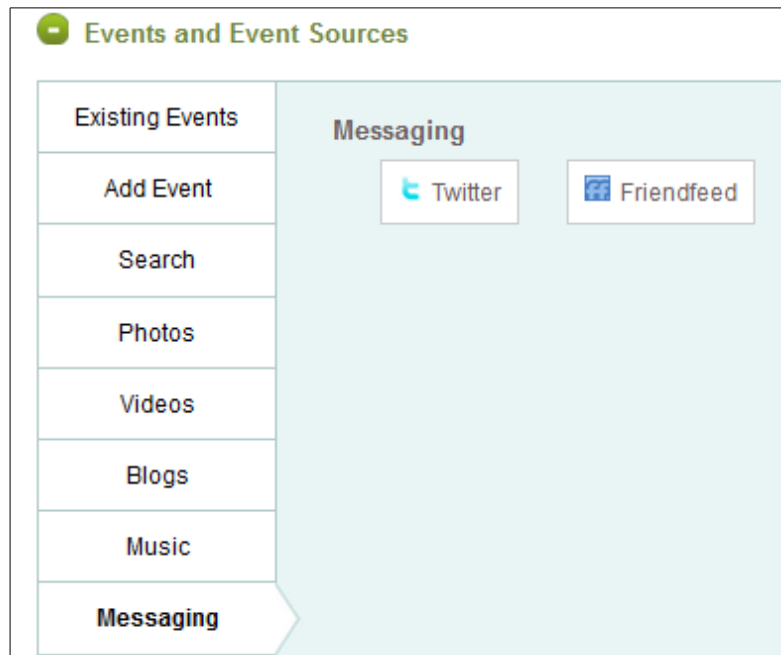 Events and Event Sources
Existing Events
Add Event
Search
Photos
Videos
Blogs
Music
Messaging
Messaging
Twitter
Friendfeed